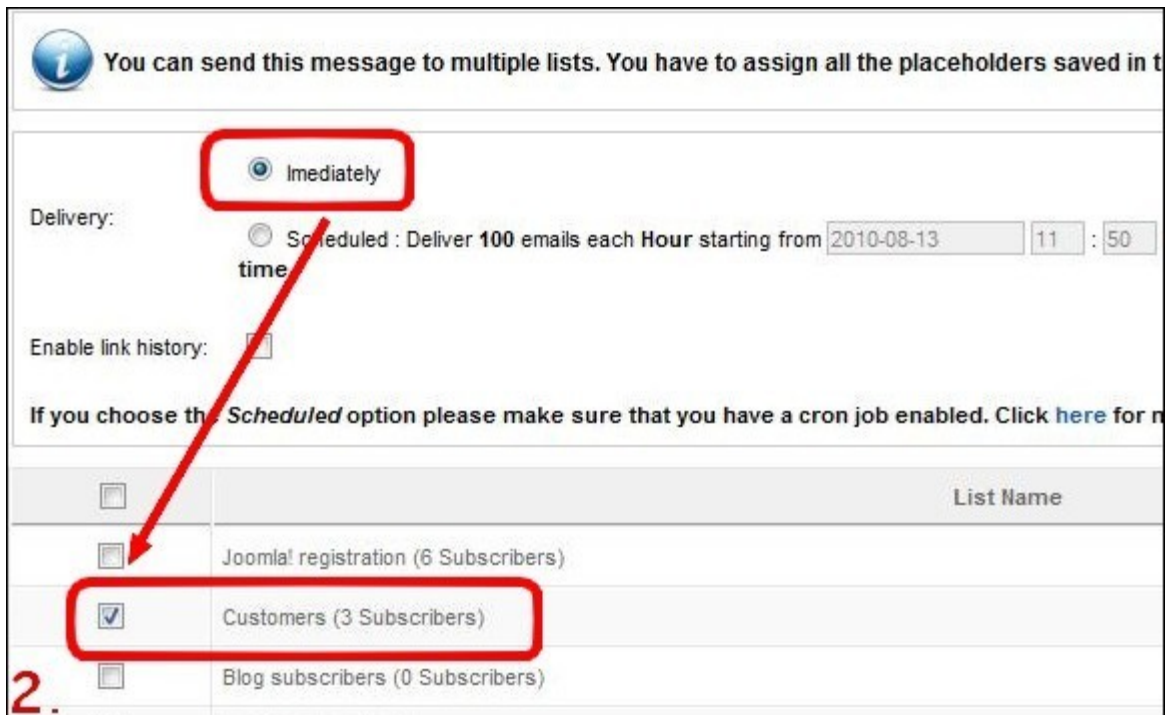 You can send this message to multiple lists. You have to assign all the placeholders saved in t
Imediately
Delivery:
Scheduled : Deliver 100 emails each Hour starting from 2010-08-13 11 : 50
time
Enable link history:
If you choose the Scheduled option please make sure that you have a cron job enabled. Click here for
List Name
Joomla! registration (6 Subscribers)
Customers (3 Subscribers)
Blog subscribers (0 Subscribers)
2.